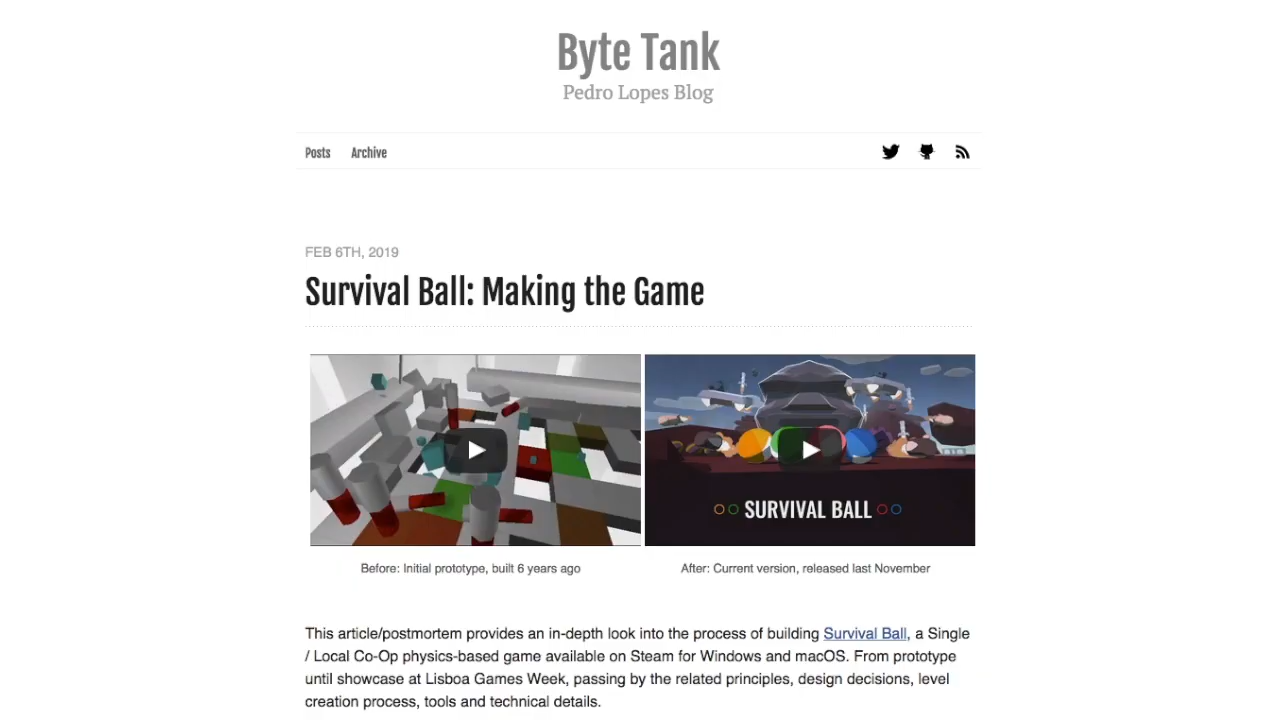 Byte Tank
Pedro Lopes Blog
Posts Archive
FEB 6TH, 2019
Survival Ball: Making the Game
SURVIVAL BALL
Before: Initial prototype, built 6 years ago
After: Current version, released last November
This article/postmortem provides an in-depth look into the process of building Survival Ball, a Single
/ Local Co-Op physics-based game available on Steam for Windows and macOS. From prototype
until showcase at Lisboa Games Week, passing by the related principles, design decisions, level
creation process, tools and technical details.